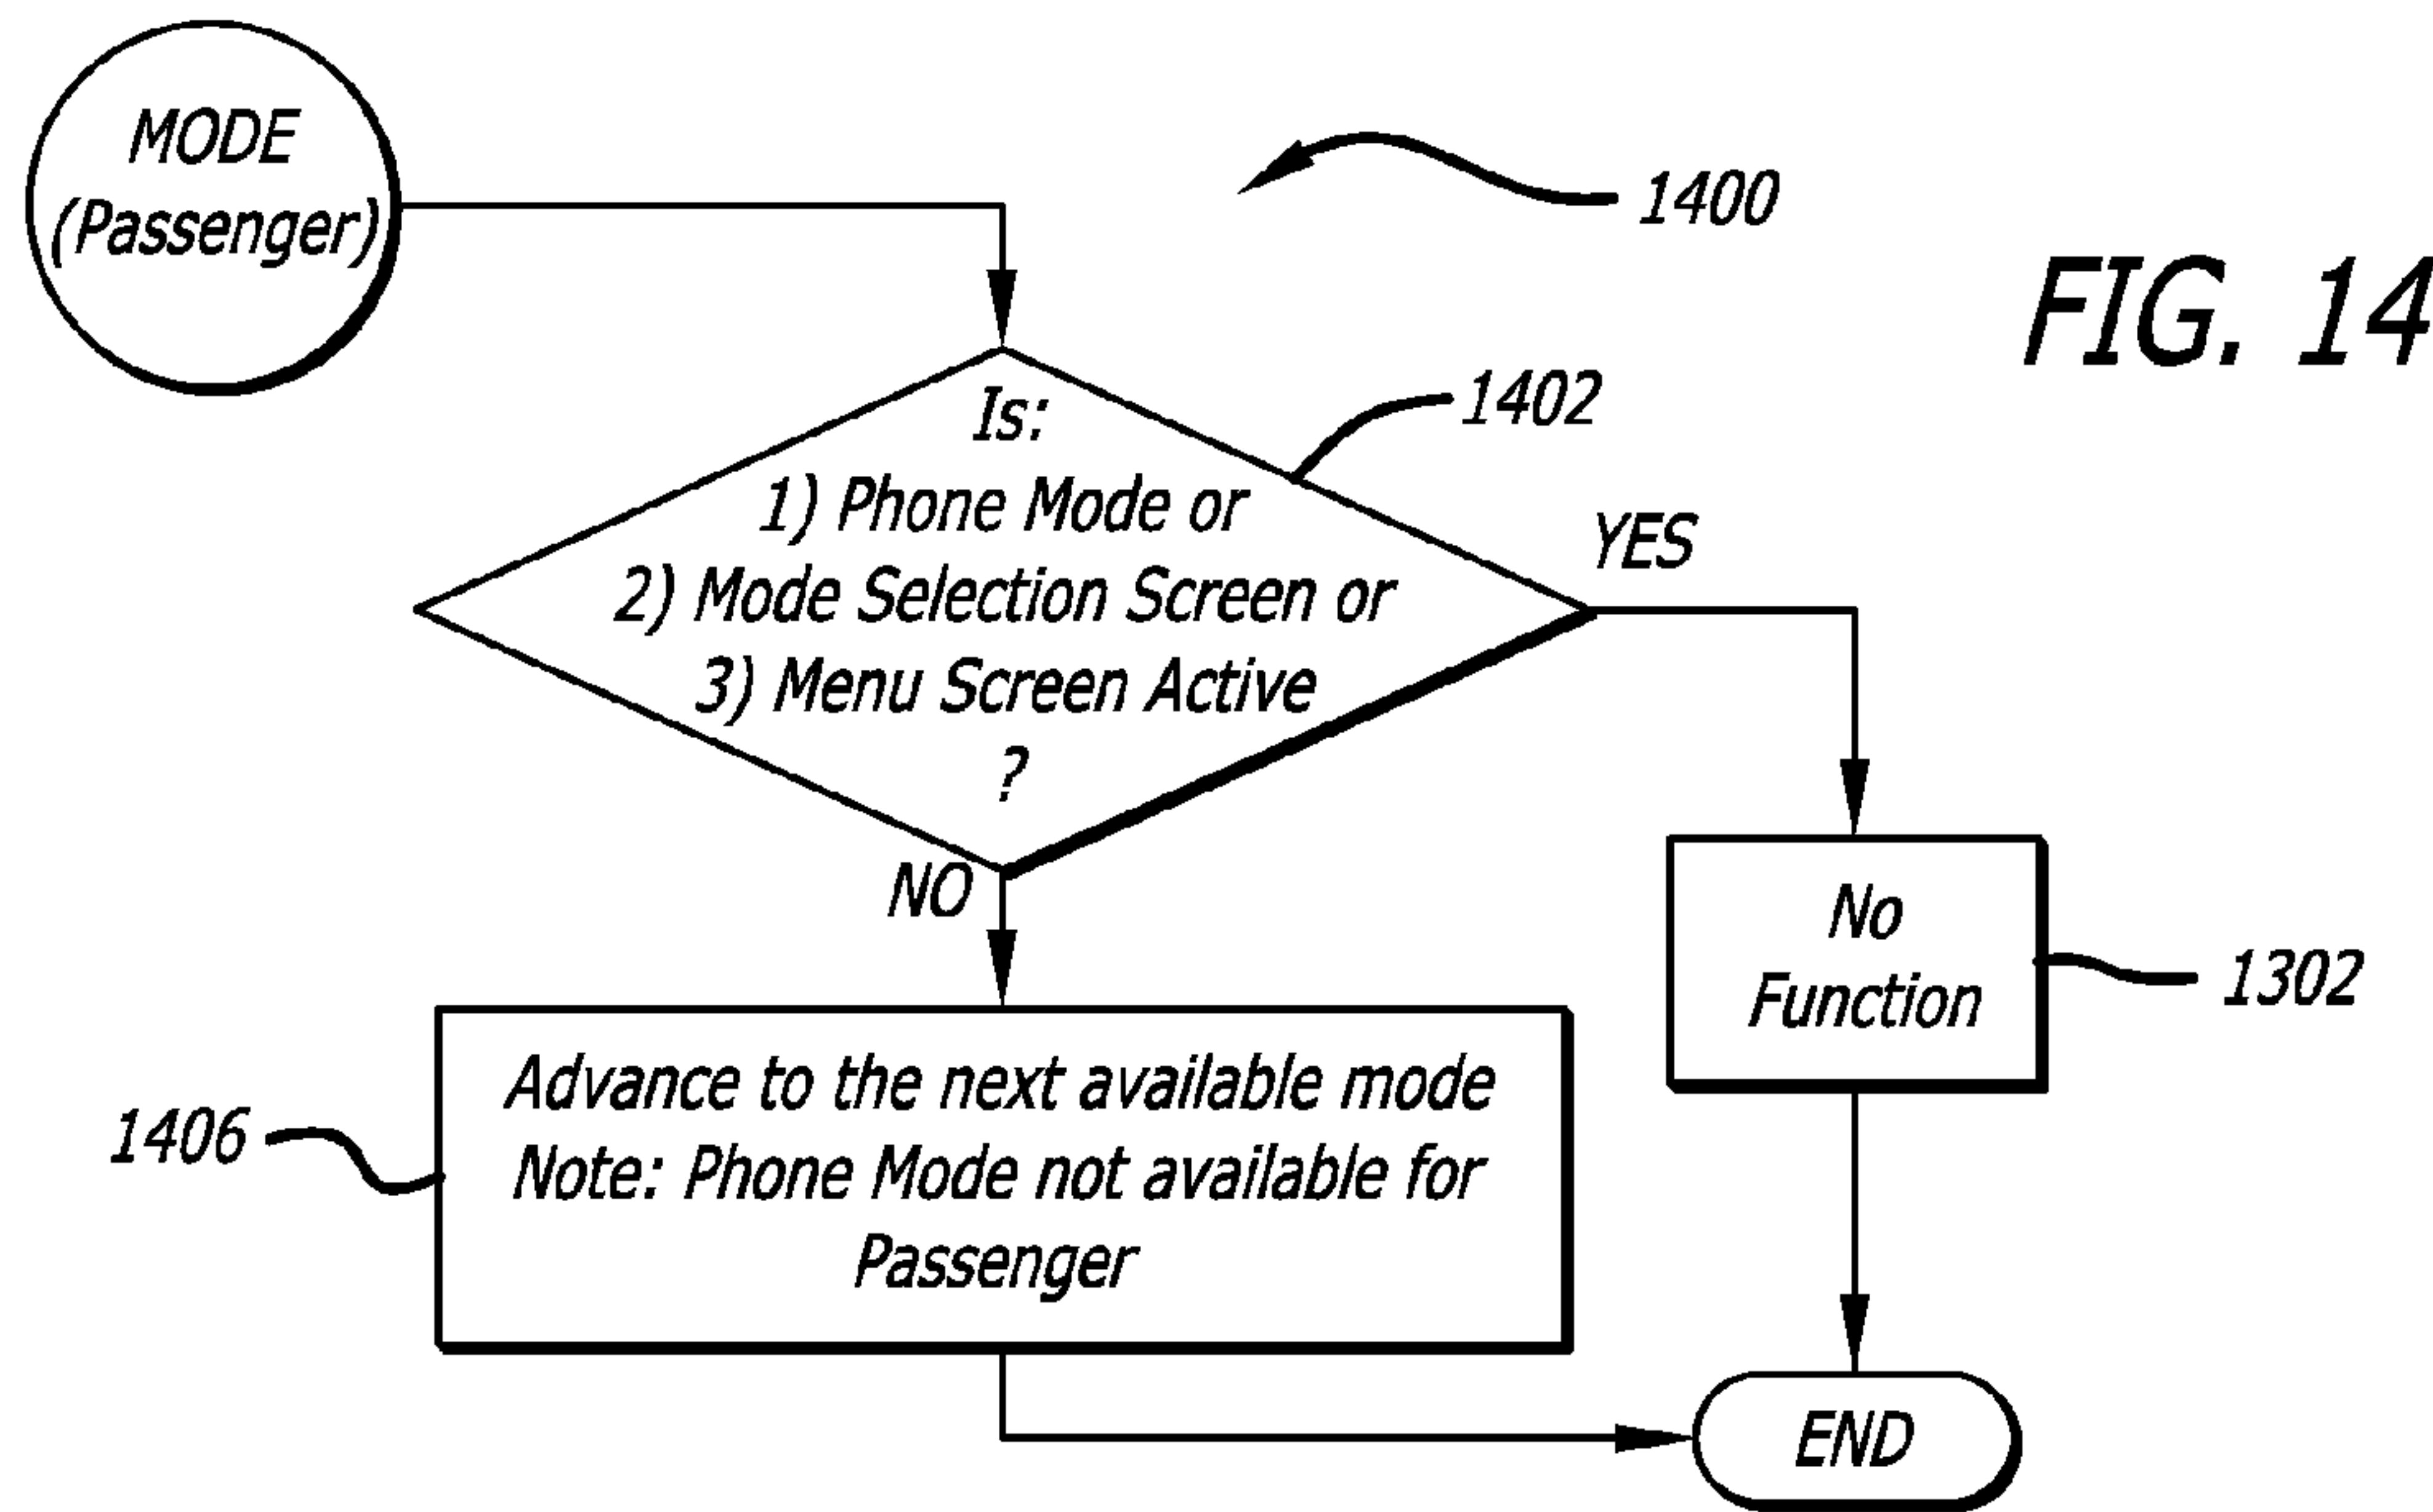 MODE
(Passenger)
1400
FIG. 14
1402
Is:
1) Phone Mode or
2) Mode Selection Screen or
3) Menu Screen Active
?
YES
NO
No
Function
1302
1406
Advance to the next available mode
Note: Phone Mode not available for
Passenger
END